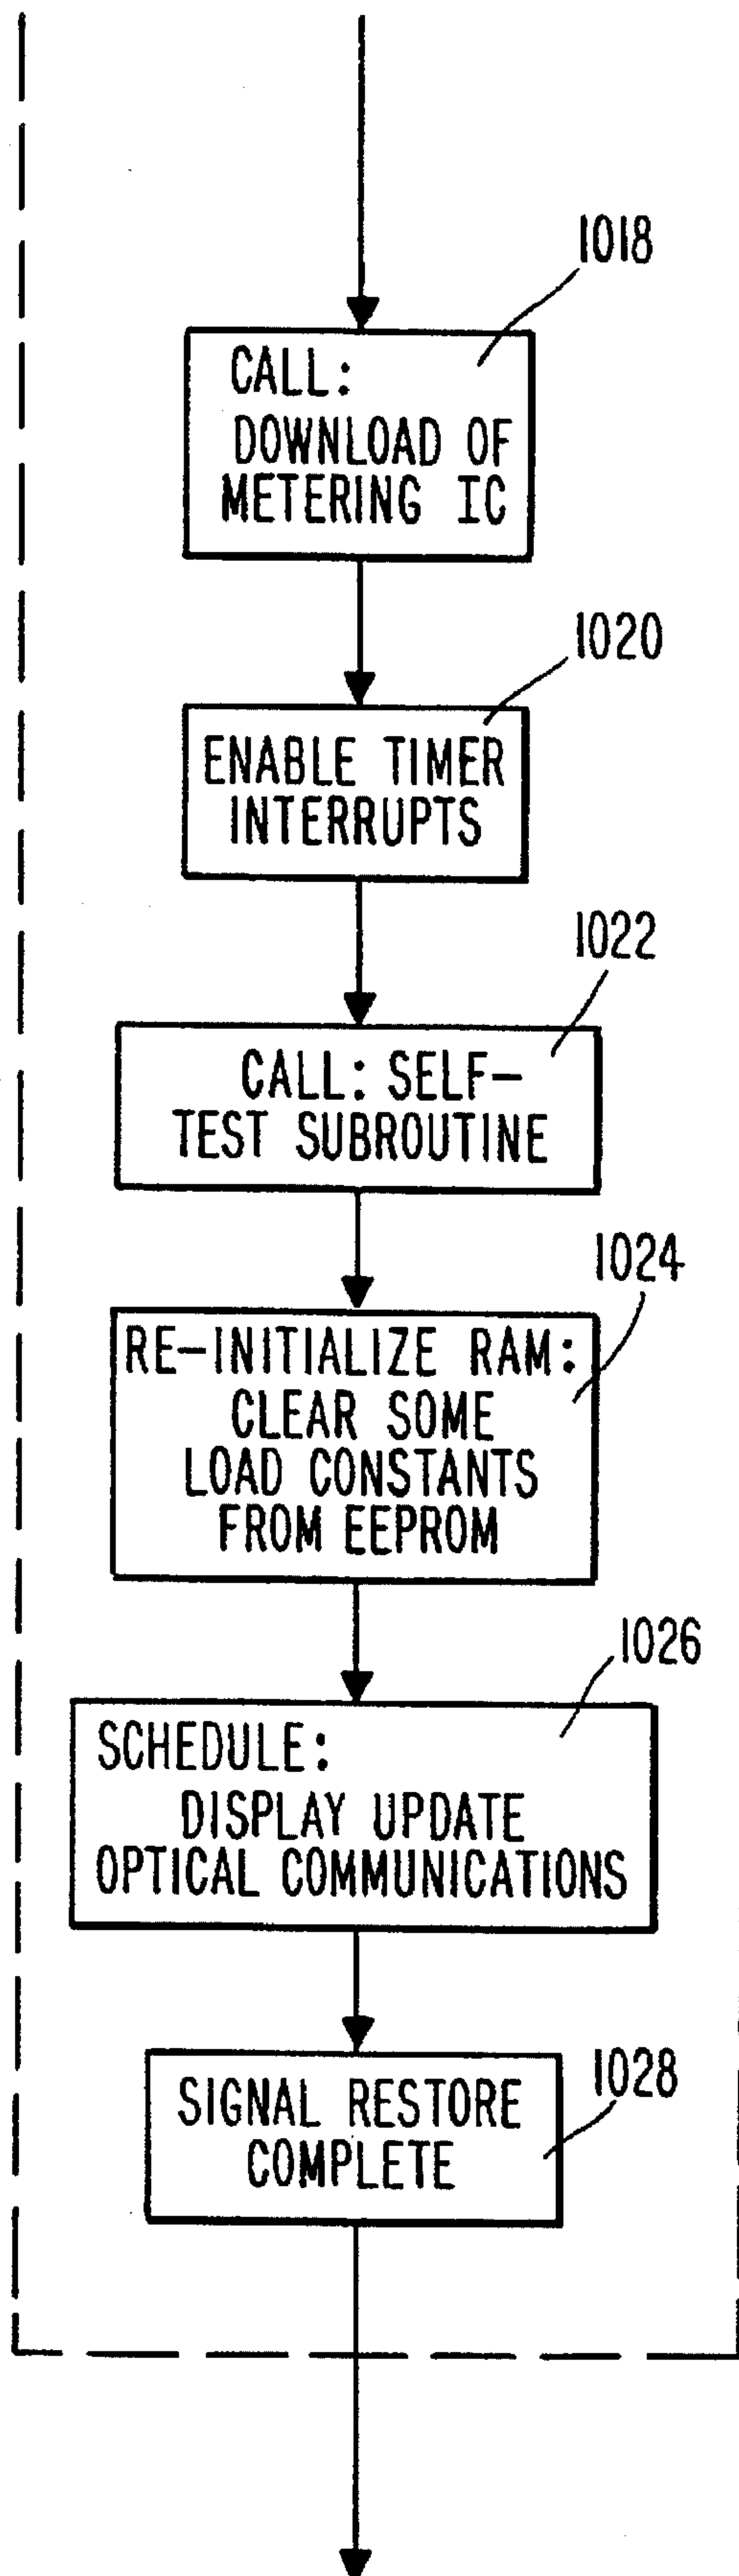 1018
CALL:
DOWNLOAD OF
METERING IC
1020
ENABLE TIMER
INTERRUPTS
1022
CALL: SELF-
TEST SUBROUTINE
1024
RE-INITIALIZE RAM:
CLEAR SOME
LOAD CONSTANTS
FROM EEPROM
1026
SCHEDULE:
DISPLAY UPDATE
OPTICAL COMMUNICATIONS
1028
SIGNAL RESTORE
COMPLETE